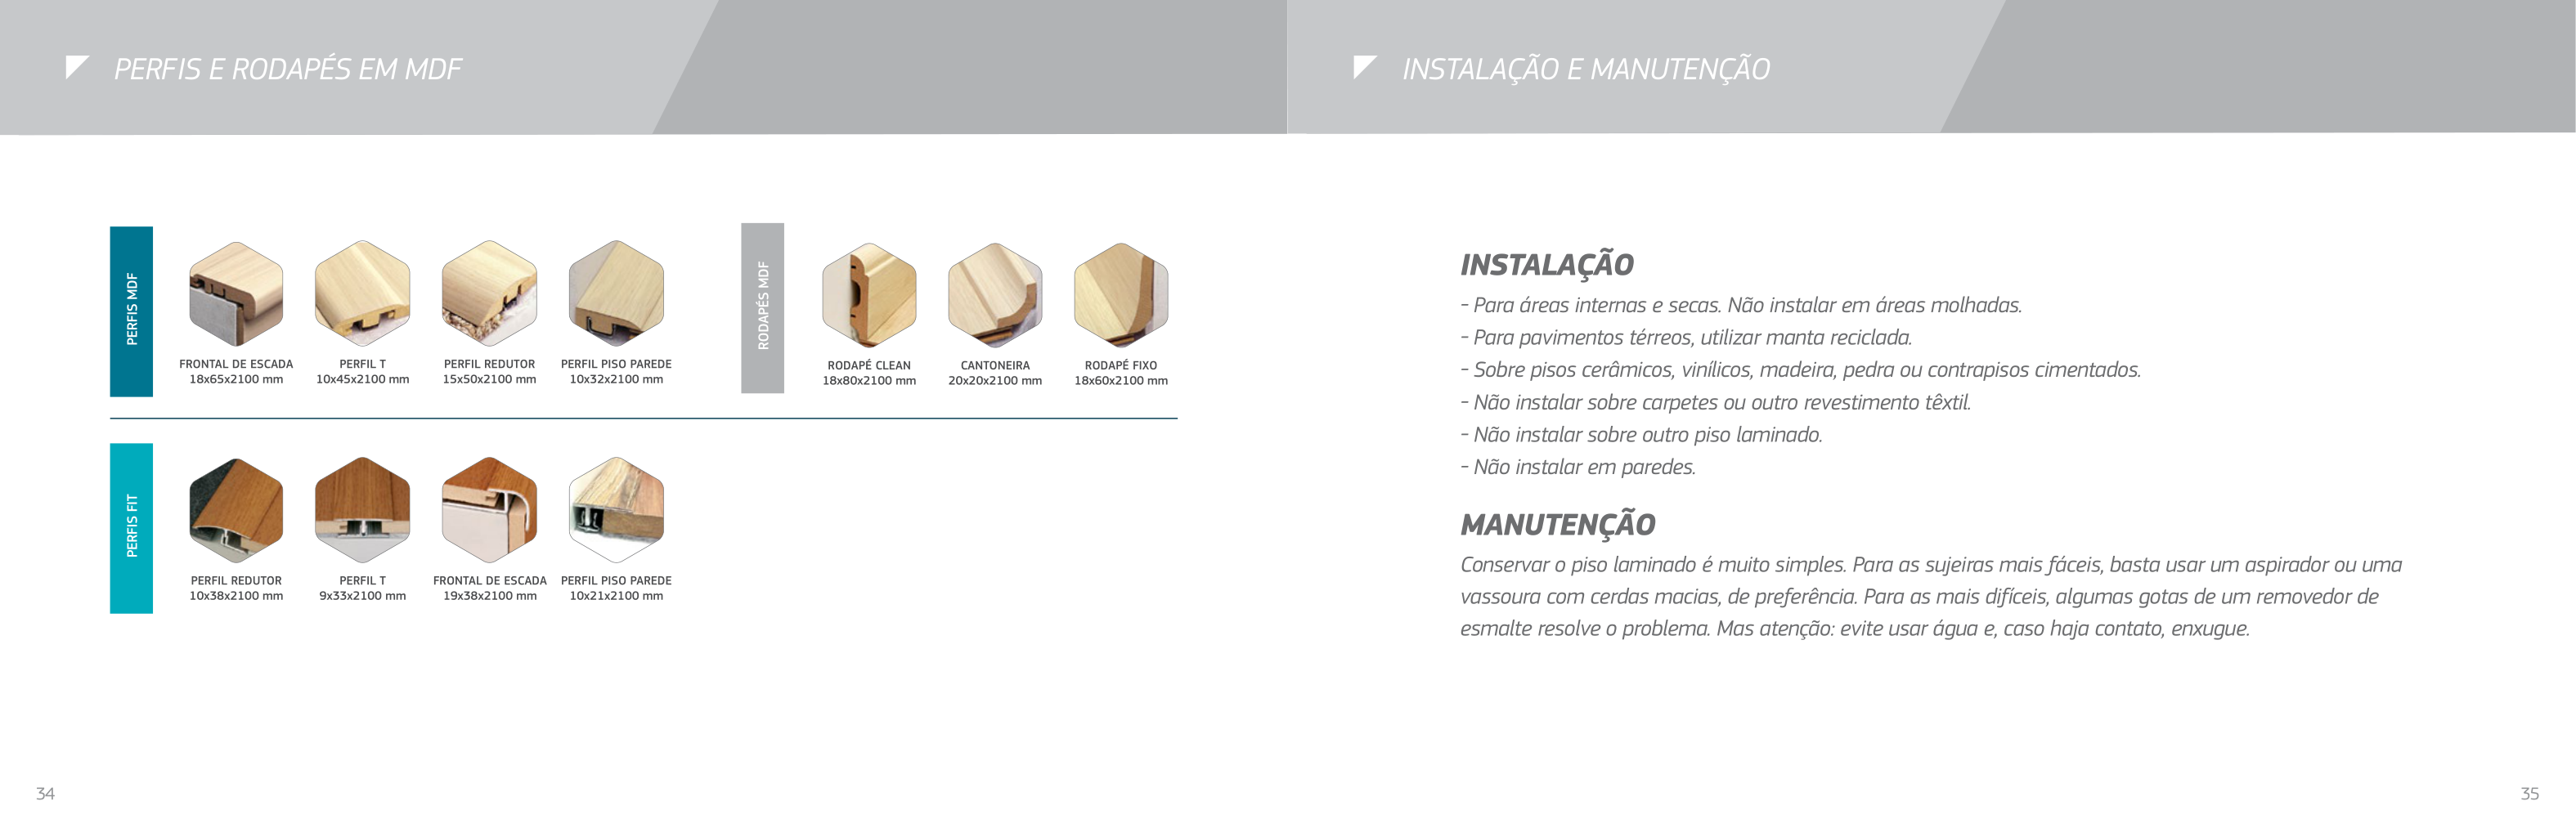 PERFIS E RODAPÉS EM MDF
PERFIS MDF
FRONTAL DE ESCADA
18x65x2100 mm
PERFIL T
10x45x2100 mm
PERFIL REDUTOR
15x50x2100 mm
PERFIL PISO PAREDE
10x32x2100 mm
RODAPÉS MDF
RODAPÉ CLEAN
18x80x2100 mm
CANTONEIRA
20x20x2100 mm
RODAPÉ FIXO
18x60x2100 mm
PERFIS FIT
PERFIL REDUTOR
10x38x2100 mm
PERFIL T
9x33x2100 mm
FRONTAL DE ESCADA
19x38x2100 mm
PERFIL PISO PAREDE
10x21x2100 mm
34
INSTALAÇÃO E MANUTENÇÃO
INSTALAÇÃO
- Para áreas internas e secas. Não instalar em áreas molhadas.
- Para pavimentos térreos, utilizar manta reciclada.
- Sobre pisos cerâmicos, vinílicos, madeira, pedra ou contrapisos cimentados.
- Não instalar sobre carpetes ou outro revestimento têxtil.
- Não instalar sobre outro piso laminado.
- Não instalar em paredes.
MANUTENÇÃO
Conservar o piso laminado é muito simples. Para as sujeiras mais fáceis, basta usar um aspirador ou uma
vassoura com cerdas macias, de preferência. Para as mais difíceis, algumas gotas de um removedor de
esmalte resolve o problema. Mas atenção: evite usar água e, caso haja contato, enxugue.
35